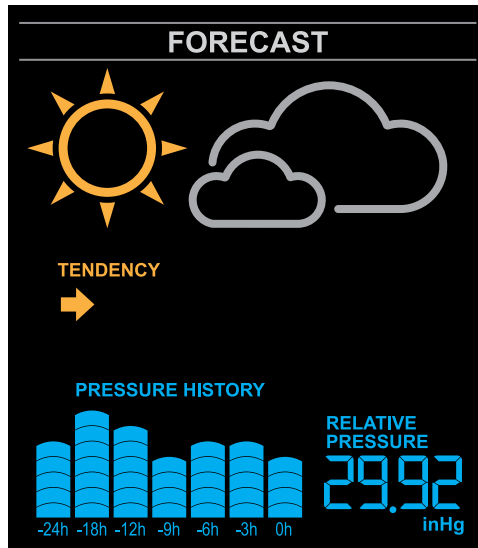 FORECAST
TENDENCY
PRESSURE HISTORY
RELATIVE
PRESSURE
29.92
inHg
-24h -18h -12h -9h -6h -3h 0h